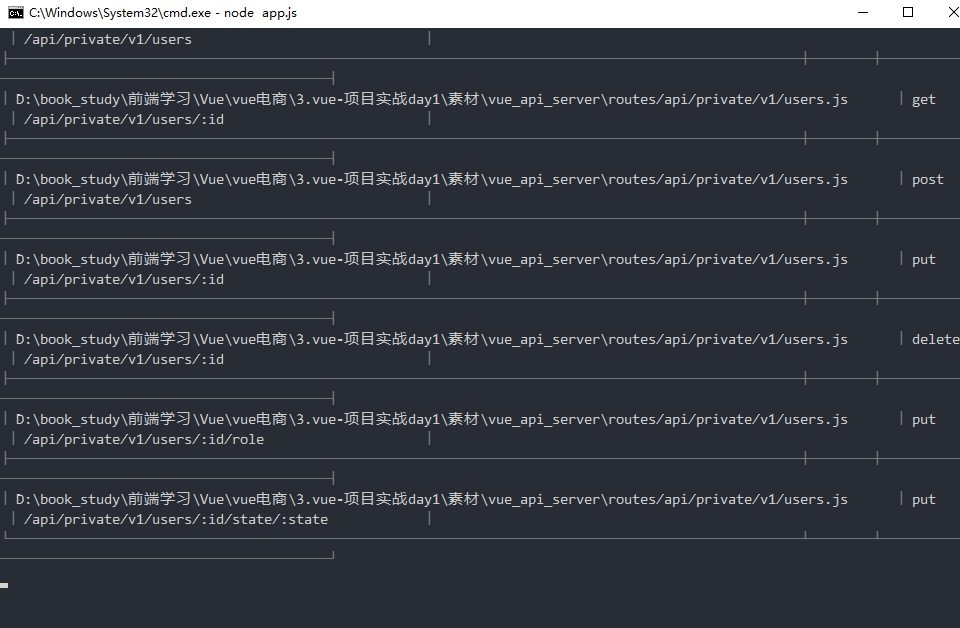 C:\Windows\System32\cmd.exe - node app.js
| /api/private/v1/users |
| D:\book_study\前端学习\Vue\vue电商\3.vue-项目实战day1\素材\vue_api_server\routes/api/private/v1/users.js | get
| /api/private/v1/users/:id |
| D:\book_study\前端学习\Vue\vue电商\3.vue-项目实战day1\素材\vue_api_server\routes/api/private/v1/users.js | post
| /api/private/v1/users |
| D:\book_study\前端学习\Vue\vue电商\3.vue-项目实战day1\素材\vue_api_server\routes/api/private/v1/users.js | put
| /api/private/v1/users/:id |
| D:\book_study\前端学习\Vue\vue电商\3.vue-项目实战day1\素材\vue_api_server\routes/api/private/v1/users.js | delete
| /api/private/v1/users/:id |
| D:\book_study\前端学习\Vue\vue电商\3.vue-项目实战day1\素材\vue_api_server\routes/api/private/v1/users.js | put
| /api/private/v1/users/:id/role |
| D:\book_study\前端学习\Vue\vue电商\3.vue-项目实战day1\素材\vue_api_server\routes/api/private/v1/users.js | put
| /api/private/v1/users/:id/state/:state |